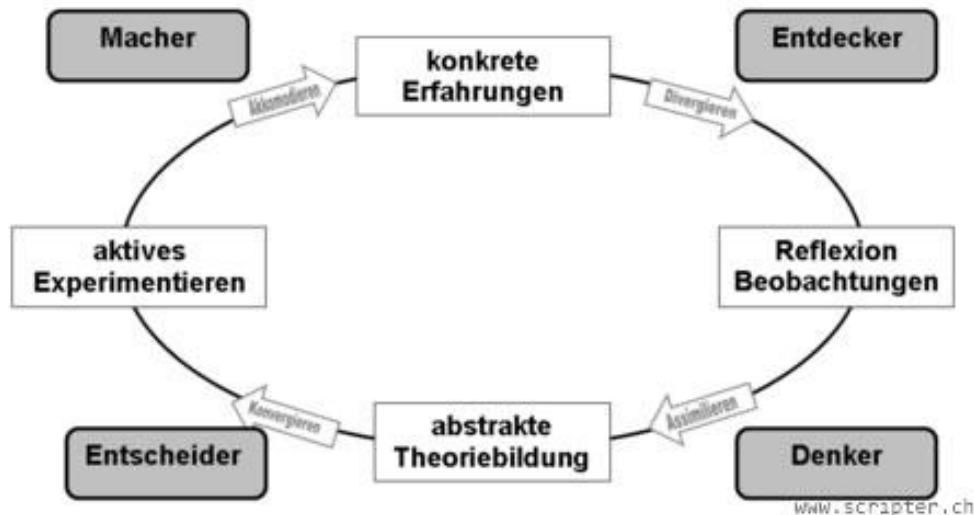 Macher
konkrete
Erfahrungen
Entdecker
Akkomodieren
Divergieren
aktives
Experimentieren
Reflexion
Beobachtungen
Konvergieren
abstrakte
Theoriebildung
Assimilieren
Entscheider
Denker
www.scripter.ch